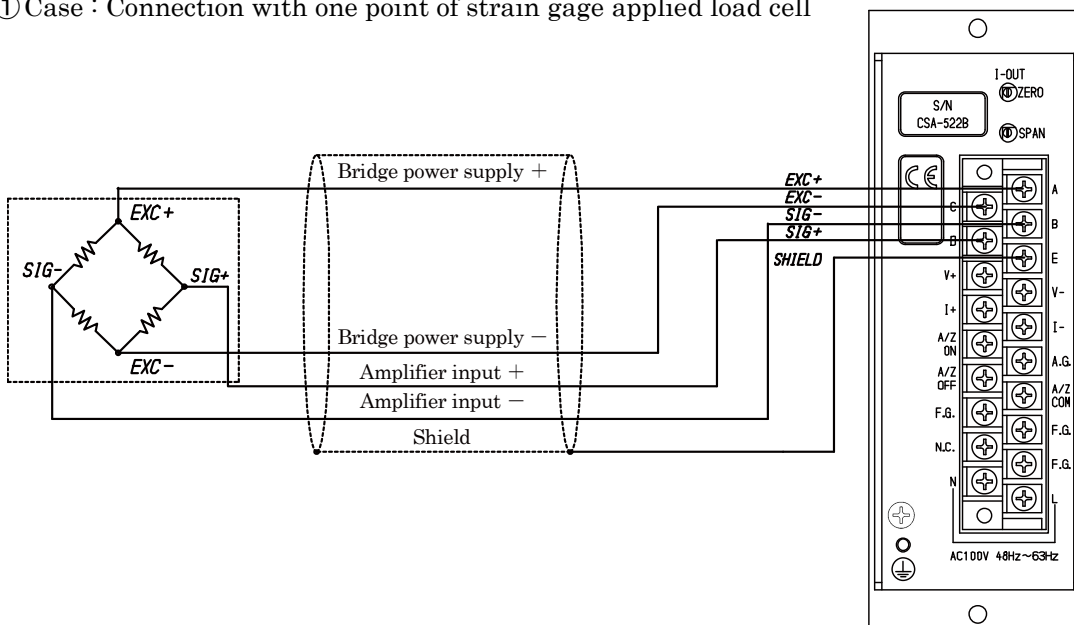 ①Case : Connection with one point of strain gage applied load cell
I-OUT
ZERO
S/N
CSA-522B
SPAN
CE
Bridge power supply +
EXC+
EXC-
SIG-
SIG+
SHIELD
EXC+
SIG-
SIG+
EXC-
Bridge power supply -
Amplifier input +
Amplifier input -
Shield
A
C
B
D
E
V+
V-
I+
I-
A/Z
ON
A.G.
A/Z
OFF
A/Z
COM
F.G.
F.G.
N.C.
F.G.
N
L
AC100V 48Hz~63Hz